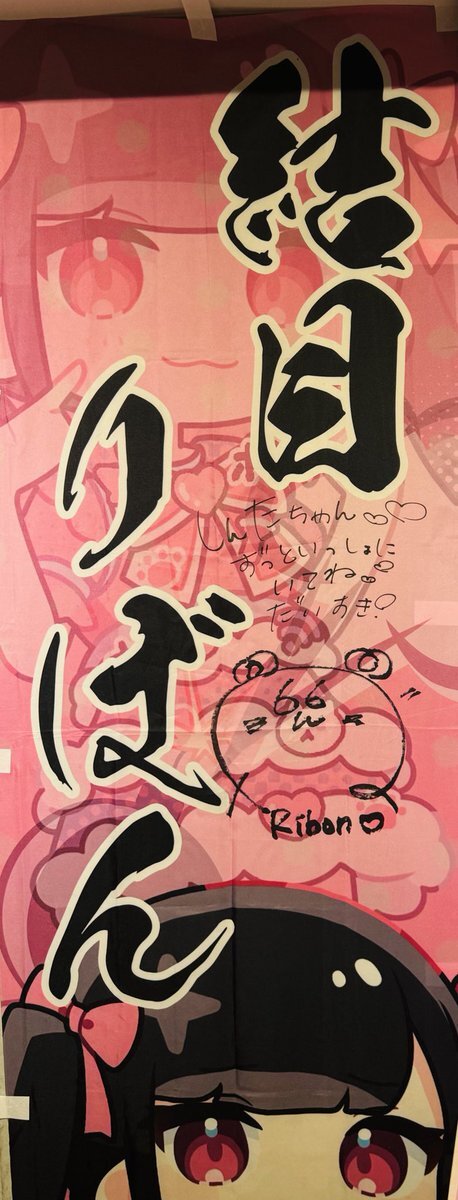 結目
りぼん
しんだちゃん♡♡
ずっといっしょに
いてね♡
だいすき♡
Ribon♡